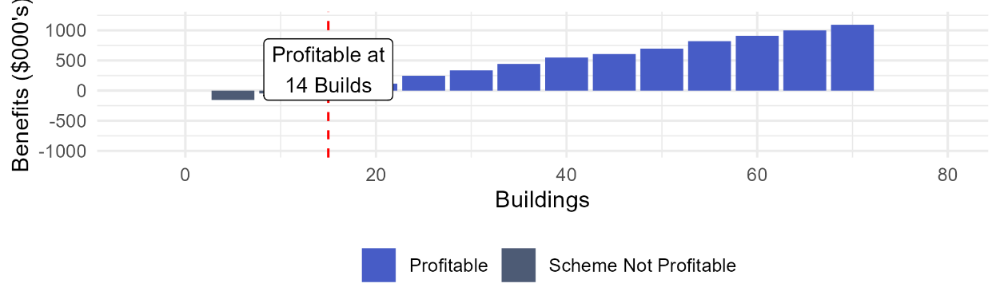 Benefits ($000's)
1000
500
0
-500
-1000
Profitable at
14 Builds
0 20 40 60 80
Buildings
Profitable Scheme Not Profitable